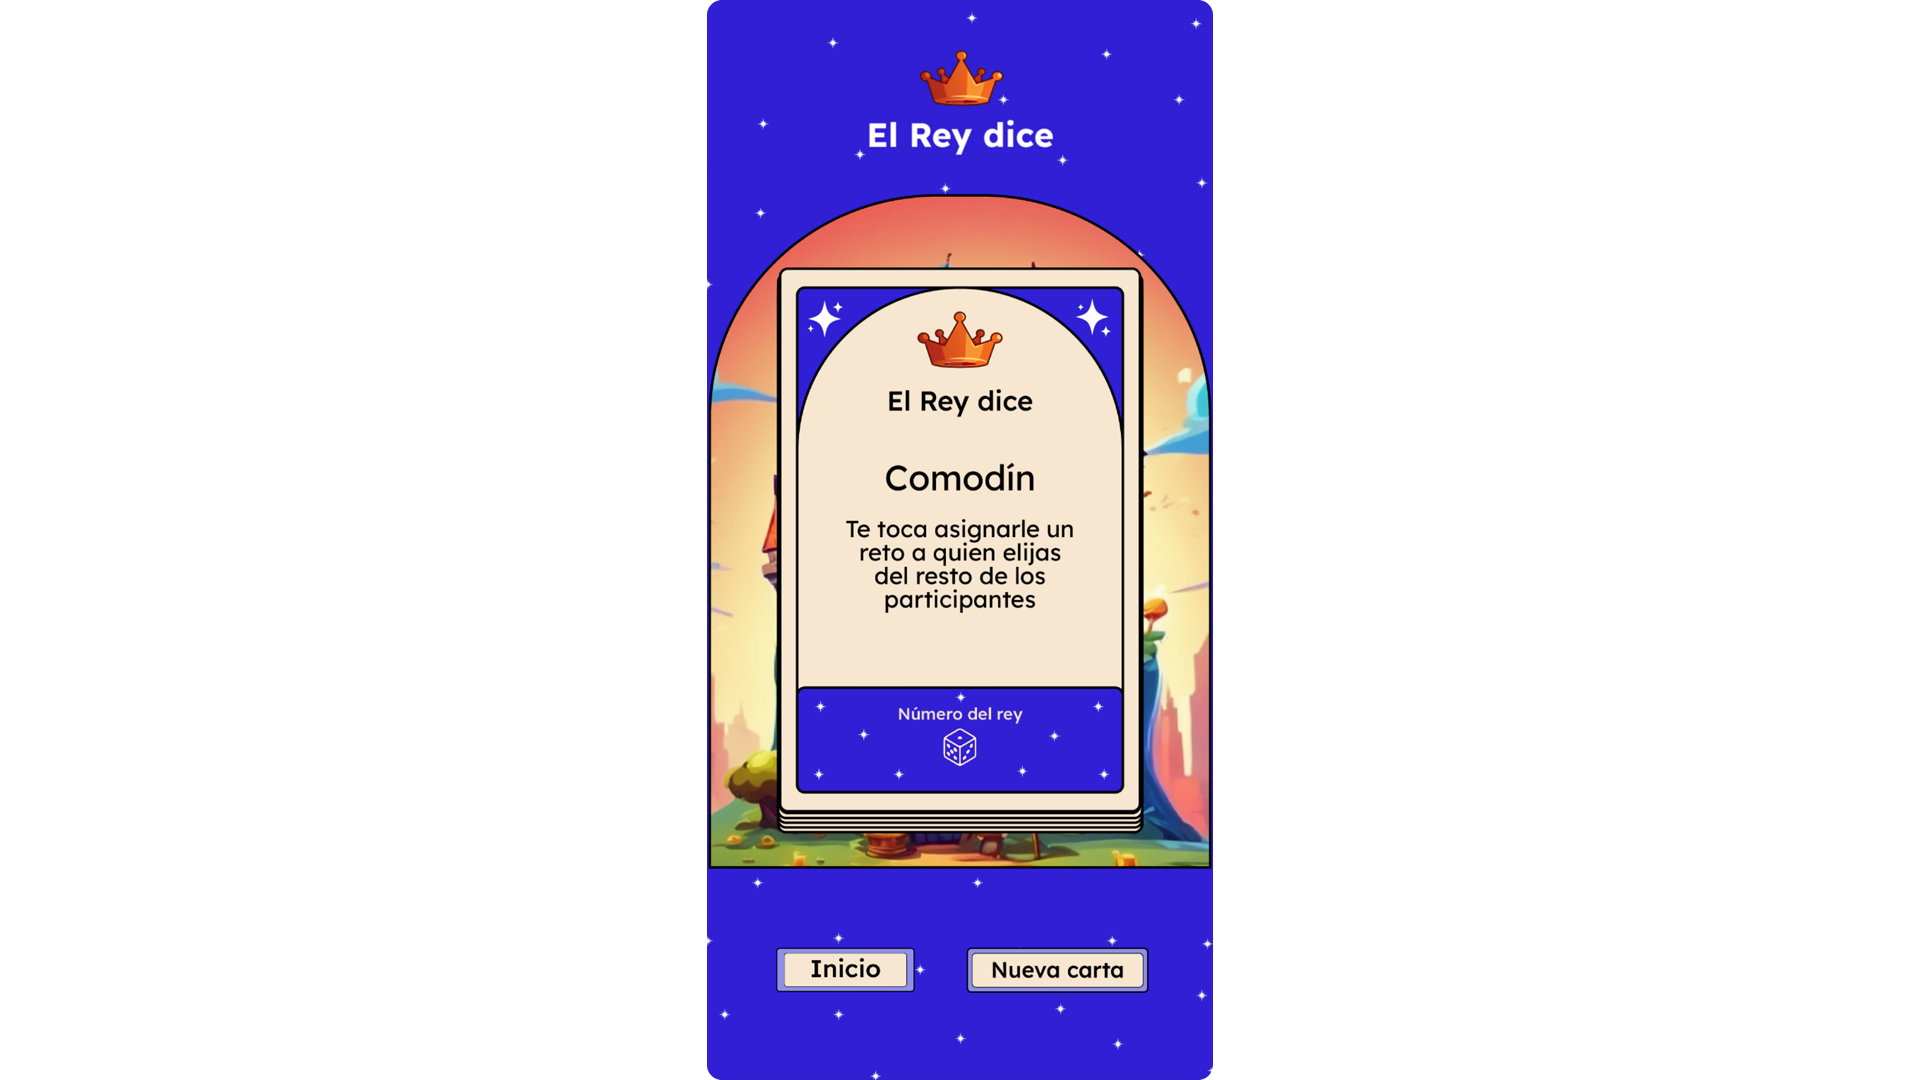 El Rey dice
El Rey dice
Comodín
Te toca asignarle un
reto a quien elijas
del resto de los
participantes
Número del rey
Inicio
Nueva carta